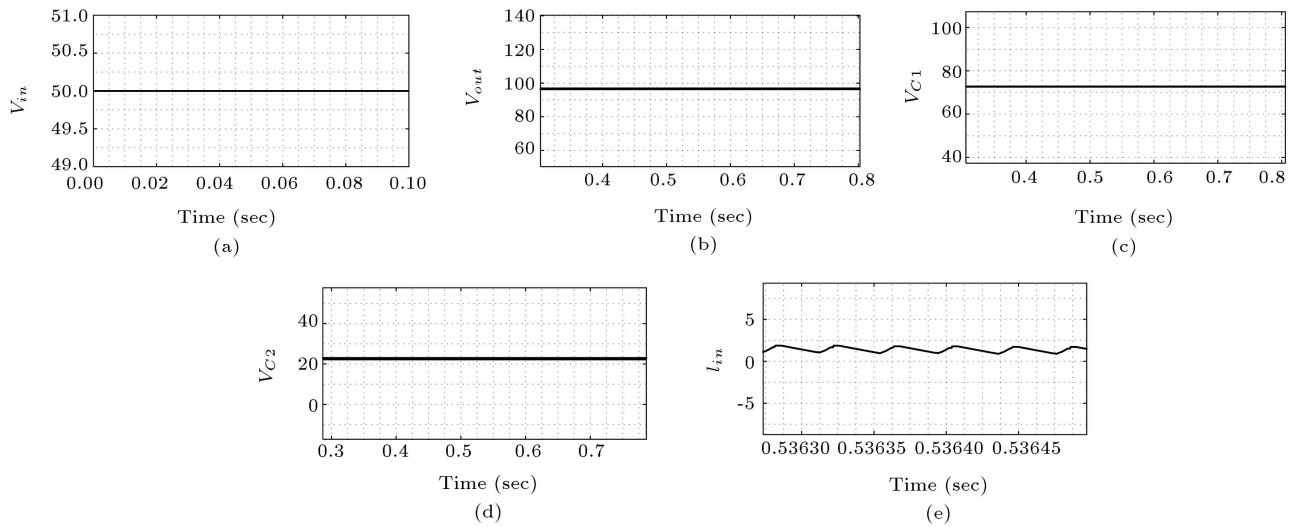 51.0
50.5
50.0
49.5
49.0
V_in
0.00 0.02 0.04 0.06 0.08 0.10
Time (sec)
(a)
140
120
100
80
60
V_out
0.4 0.5 0.6 0.7 0.8
Time (sec)
(b)
100
80
60
40
V_C1
0.4 0.5 0.6 0.7 0.8
Time (sec)
(c)
40
20
0
V_C2
0.3 0.4 0.5 0.6 0.7
Time (sec)
(d)
5
0
-5
l_in
0.53630 0.53635 0.53640 0.53645
Time (sec)
(e)